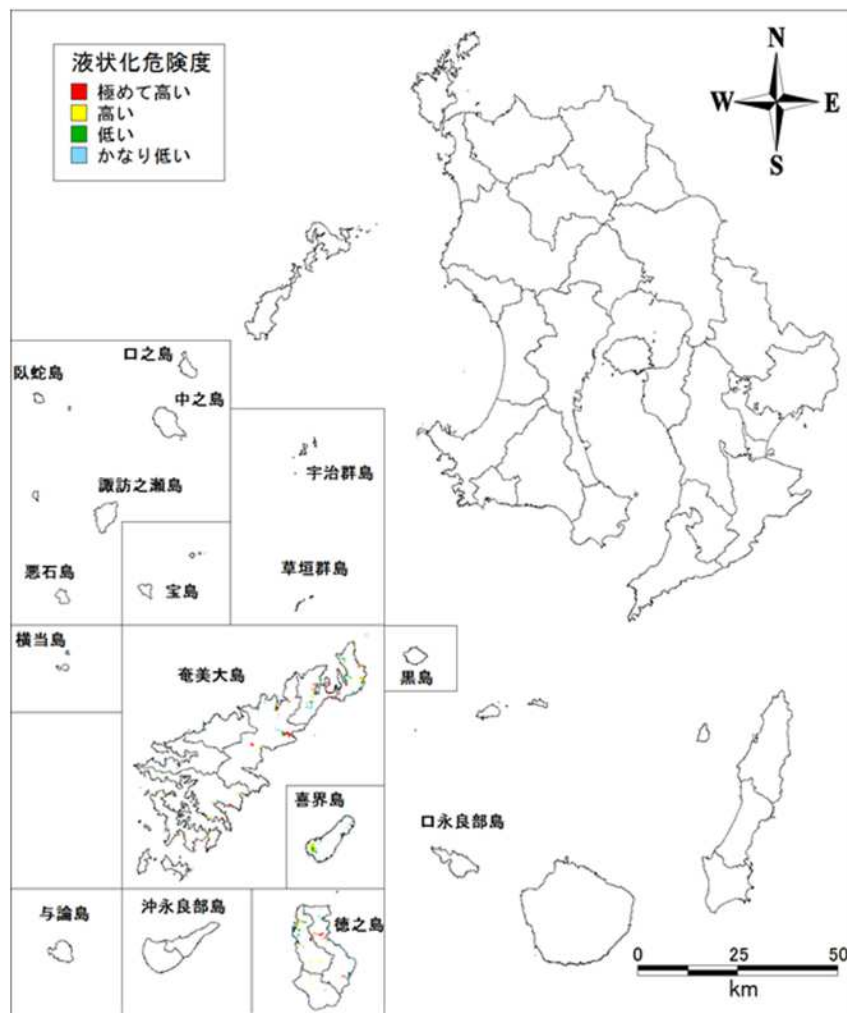 液状化危険度
極めて高い
高い
低い
かなり低い
N
W
E
S
口之島
臥蛇島
中之島
宇治群島
諏訪之瀬島
悪石島
宝島
草垣群島
横当島
奄美大島
黒島
喜界島
口永良部島
与論島
沖永良部島
徳之島
0 25 50
km